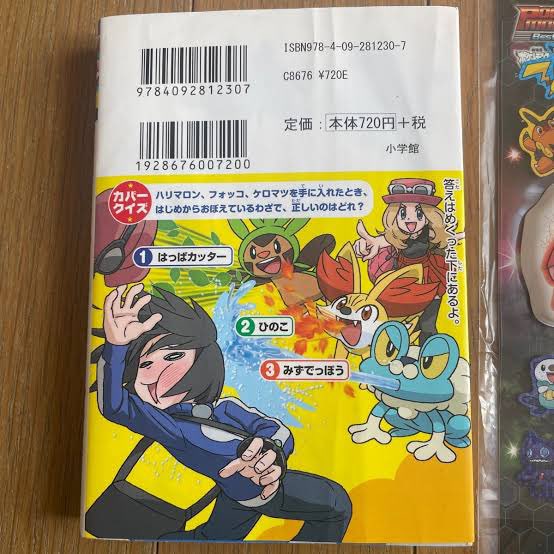 ISBN978-4-09-281230-7
C8676 ¥720E
9784092812307
定価：本体720円+税
小学館
1928676007200
カバークイズ
ハリマロン、フォッコ、ケロマツを手に入れたとき、
はじめからおぼえているわざで、正しいのはどれ？
答えはめくった下にあるよ。
1 はっぱカッター
2 ひのこ
3 みずでっぽう